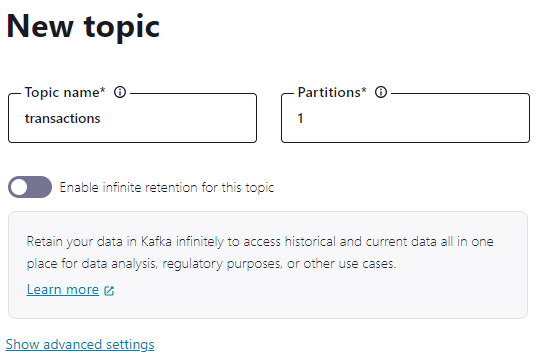 New topic
Topic name*
Partitions*
transactions
1
Enable infinite retention for this topic
Retain your data in Kafka infinitely to access historical and current data all in one
place for data analysis, regulatory purposes, or other use cases.
Learn more
Show advanced settings